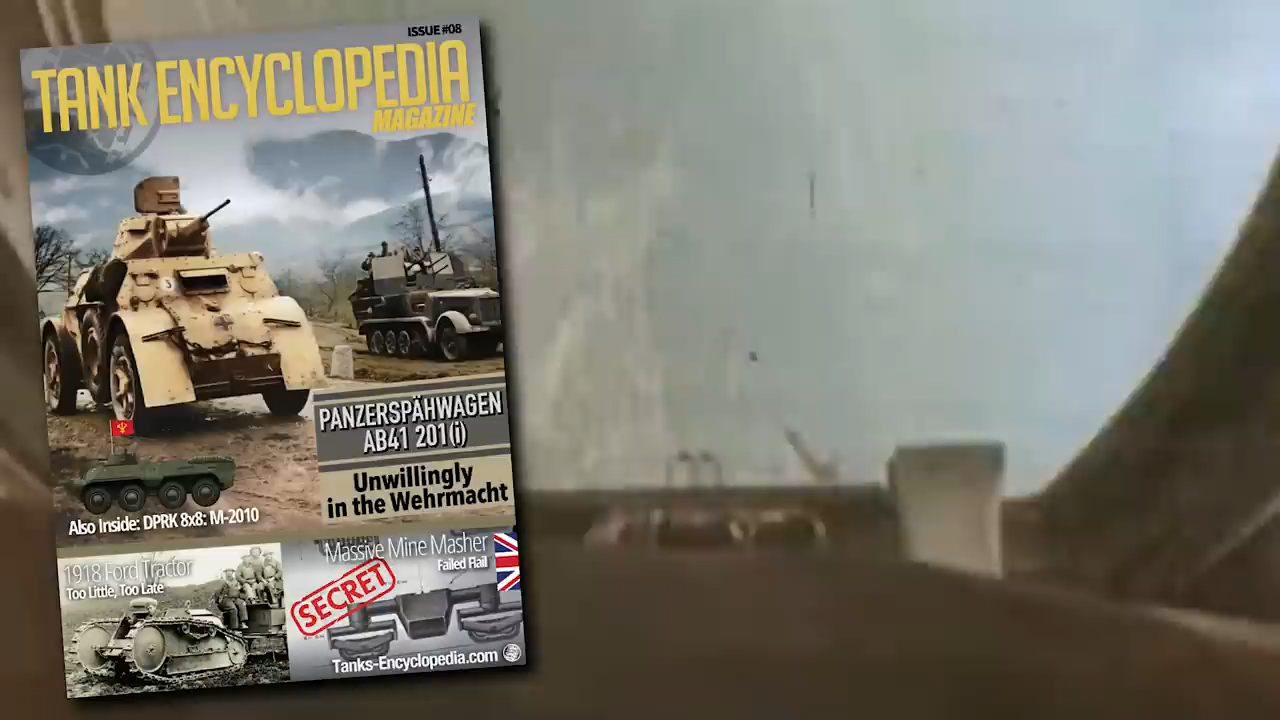 ISSUE #08
TANK ENCYCLOPEDIA
MAGAZINE
3
PANZERSPÄHWAGEN
AB41 201(i)
Unwillingly
in the Wehrmacht
Also Inside: DPRK 8x8: M-2010
1918 Ford Tractor
Too Little, Too Late
Massive Mine Masher
Failed Flail
SECRET
Tanks-Encyclopedia.com